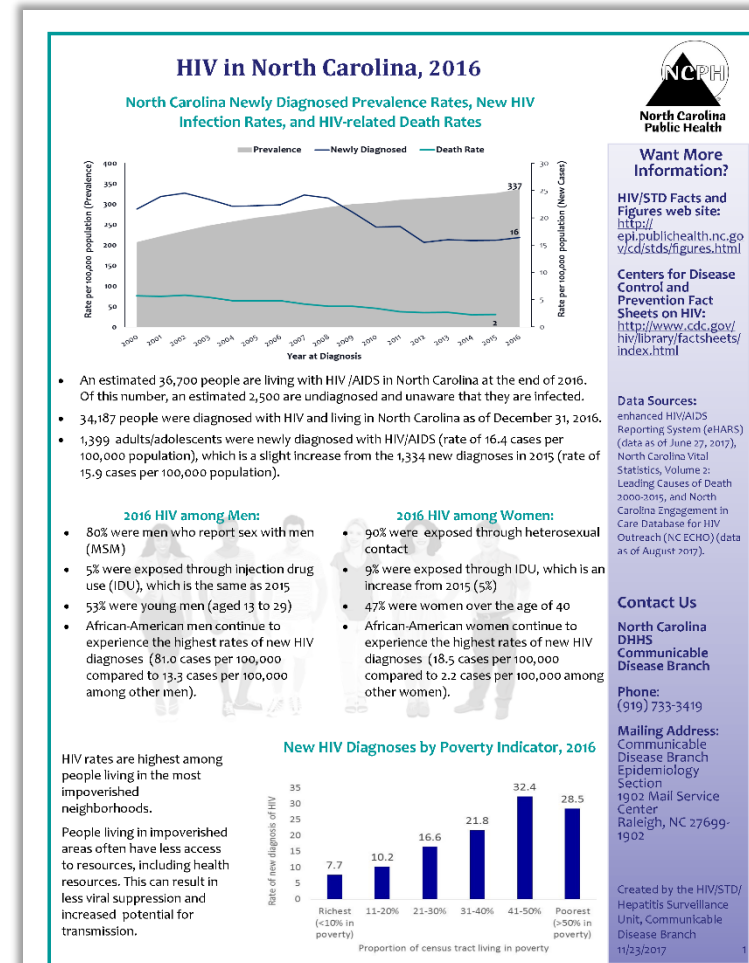 HIV in North Carolina, 2016
North Carolina Newly Diagnosed Prevalence Rates, New HIV
Infection Rates, and HIV-related Death Rates
Prevalence
Newly Diagnosed
Death Rate
Rate per 100,000 population (Prevalence)
400
350
300
250
200
150
100
50
0
337
16
2
30
25
20
15
10
5
0
Rate per 100,000 population (New Cases)
2000
2001
2002
2003
2004
2005
2006
2007
2008
2009
2010
2011
2012
2013
2014
2015
2016
Year at Diagnosis
• An estimated 36,700 people are living with HIV /AIDS in North Carolina at the end of 2016.
Of this number, an estimated 2,500 are undiagnosed and unaware that they are infected.
• 34,187 people were diagnosed with HIV and living in North Carolina as of December 31, 2016.
• 1,399 adults/adolescents were newly diagnosed with HIV/AIDS (rate of 16.4 cases per
100,000 population), which is a slight increase from the 1,334 new diagnoses in 2015 (rate of
15.9 cases per 100,000 population).
2016 HIV among Men:
• 80% were men who report sex with men
(MSM)
• 5% were exposed through injection drug
use (IDU), which is the same as 2015
• 53% were young men (aged 13 to 29)
• African-American men continue to
experience the highest rates of new HIV
diagnoses (81.0 cases per 100,000
compared to 13.3 cases per 100,000
among other men).
2016 HIV among Women:
• 90% were exposed through heterosexual
contact
• 9% were exposed through IDU, which is an
increase from 2015 (5%)
• 47% were women over the age of 40
• African-American women continue to
experience the highest rates of new HIV
diagnoses (18.5 cases per 100,000
compared to 2.2 cases per 100,000 among
other women).
HIV rates are highest among
people living in the most
impoverished
neighborhoods.
People living in impoverished
areas often have less access
to resources, including health
resources. This can result in
less viral suppression and
increased potential for
transmission.
New HIV Diagnoses by Poverty Indicator, 2016
Rate of new diagnosis of HIV
35
30
25
20
15
10
5
0
7.7
10.2
16.6
21.8
32.4
28.5
Richest
(<10% in
poverty)
11-20%
21-30%
31-40%
41-50%
Poorest
(>50% in
poverty)
Proportion of census tract living in poverty
NCPH
North Carolina
Public Health
Want More
Information?
HIV/STD Facts and
Figures web site:
http://
epi.publichealth.nc.go
v/cd/stds/figures.html
Centers for Disease
Control and
Prevention Fact
Sheets on HIV:
http://www.cdc.gov/
hiv/library/factsheets/
index.html
Data Sources:
enhanced HIV/AIDS
Reporting System (eHARS)
(data as of June 27, 2017),
North Carolina Vital
Statistics, Volume 2:
Leading Causes of Death
2000-2015, and North
Carolina Engagement in
Care Database for HIV
Outreach (NC ECHO) (data
as of August 2017).
Contact Us
North Carolina
DHHS
Communicable
Disease Branch
Phone:
(919) 733-3419
Mailing Address:
Communicable
Disease Branch
Epidemiology
Section
1902 Mail Service
Center
Raleigh, NC 27699-
1902
Created by the HIV/STD/
Hepatitis Surveillance
Unit, Communicable
Disease Branch
11/23/2017 1